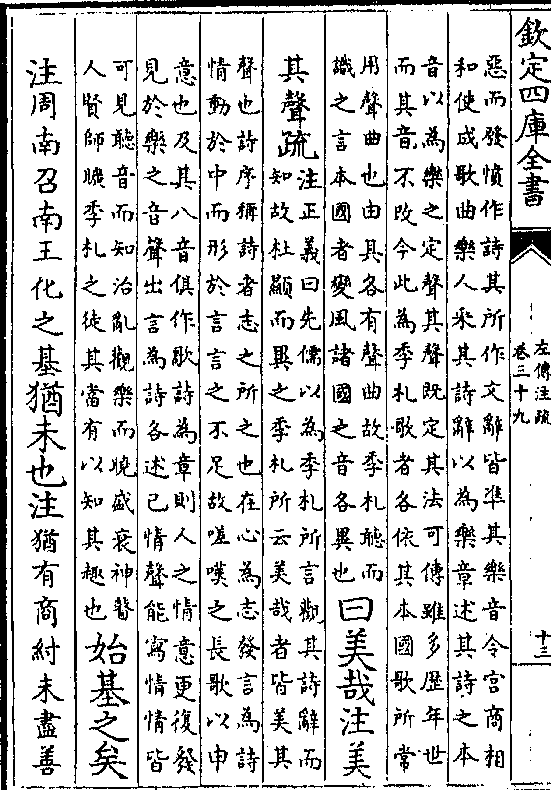 欽定四庫全書
左傳注疏
卷三十九
十三
惡而發憤作詩其所作文辭皆準其樂音令宮商相
和使成歌曲樂人采其詩辭以為樂章述其詩之本
音以為樂之定聲其聲既定其法可傳雖多歷年世
而其音不改今此為季札歌者各依其本國歌所常
用聲曲也由其各有聲曲故季札聽而
識之言本國者變風諸國之音各異也
曰美哉注美
其聲疏
注正義曰先儒以為季札所言觀其詩辭而
知故杜顯而異之季札所云美哉者皆美其
聲也詩序稱詩者志之所之也在心為志發言為詩
情動於中而形於言言之不足故嗟嘆之長歌以申
意也及其八音俱作歌詩為章則人之情意更復發
見於樂之音聲出言為詩各述己情聲能寫情情皆
可見聽音而知治亂觀樂而曉盛衰神瞽
人賢師曠季札之徒其當有以知其趣也
始基之矣
注周南召南王化之基猶未也注猶有商紂未盡善